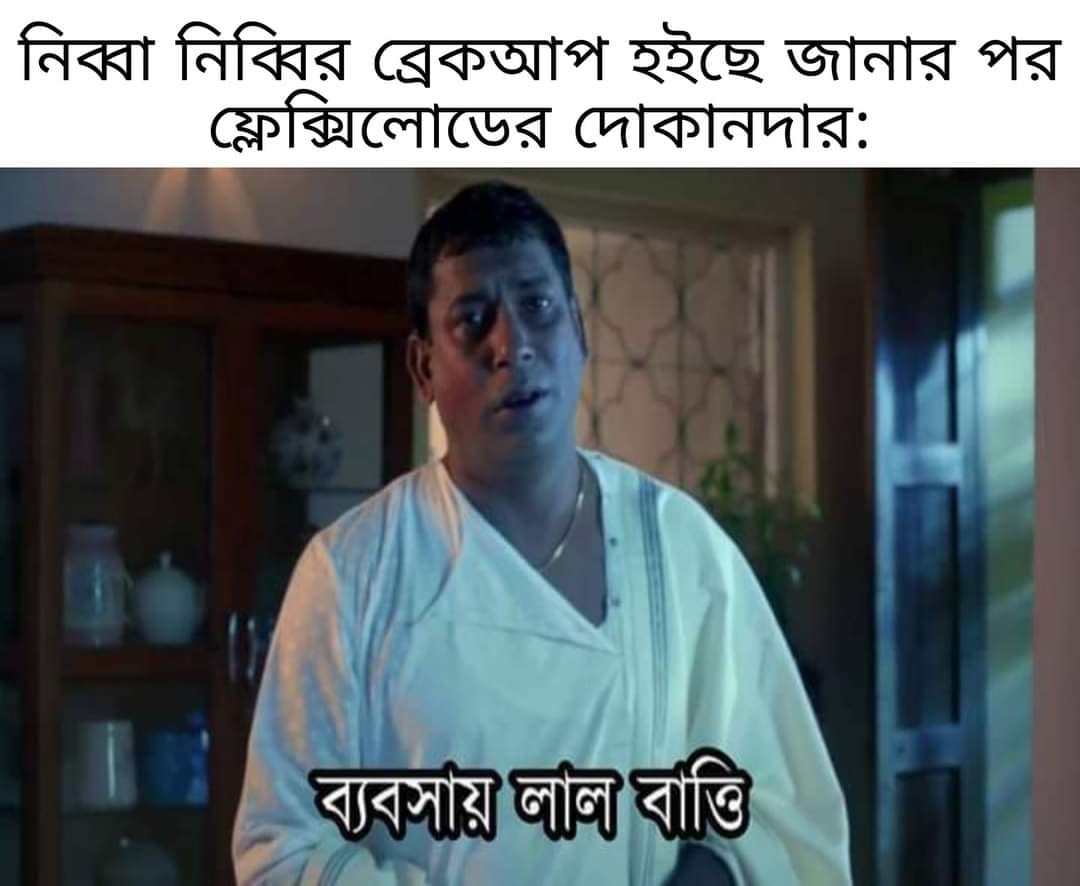 নিব্বা নিব্বির ব্রেকআপ হইছে জানার পর
ফ্লেক্সিলোডের দোকানদার:
ব্যবসায় লাল বাত্তি